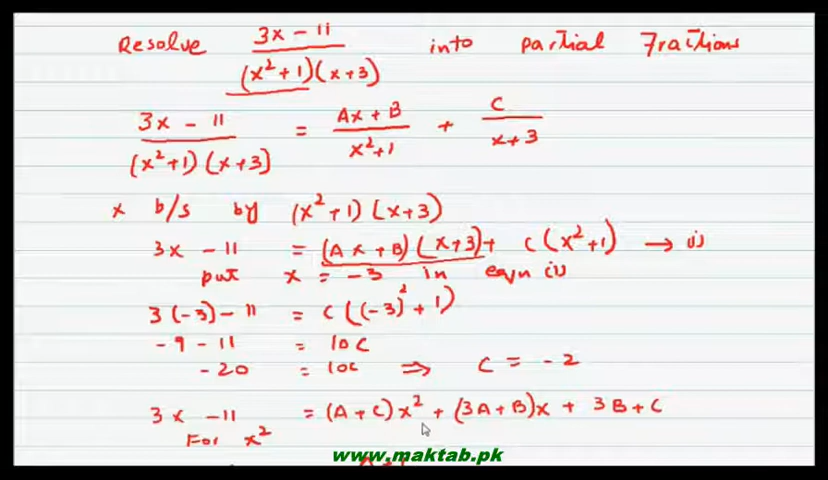 Resolve 3x - 11 / (x²+1)(x+3) into partial Fractions
3x - 11 / (x²+1)(x+3) = Ax + B / x²+1 + C / x+3
x b/s by (x²+1)(x+3)
3x - 11 = (Ax+B)(x+3) + C(x²+1) → i)
put x = -3 in eqn i)
3(-3) - 11 = C((-3)²+1)
-9 - 11 = 10C
-20 = 10C ⇒ C = -2
3x - 11 = (A+C)x² + (3A+B)x + 3B+C
For x²
www.maktab.pk